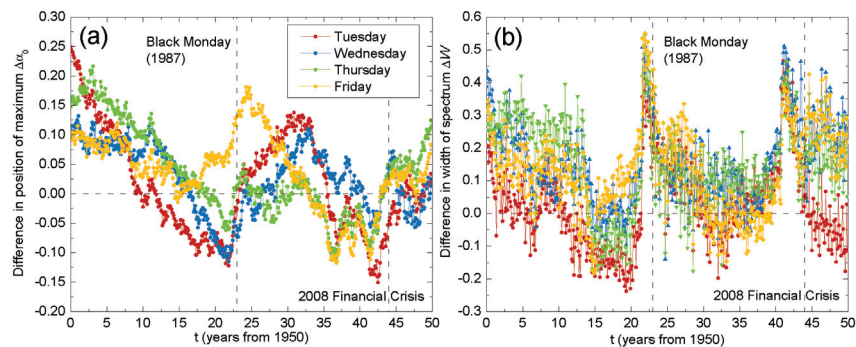 (a)
Black Monday
(1987)
Tuesday
Wednesday
Thursday
Friday
2008 Financial Crisis
0.30
0.25
0.20
0.15
0.10
0.05
0.00
-0.05
-0.10
-0.15
-0.20
Difference in position of maximum Δα₀
0 5 10 15 20 25 30 35 40 45 50
t (years from 1950)
(b)
Black Monday
(1987)
2008 Financial Crisis
0.6
0.5
0.4
0.3
0.2
0.1
0.0
0.1
-0.2
0.3
Difference in width of spectrum ΔW
0 5 10 15 20 25 30 35 40 45 50
t (years from 1950)